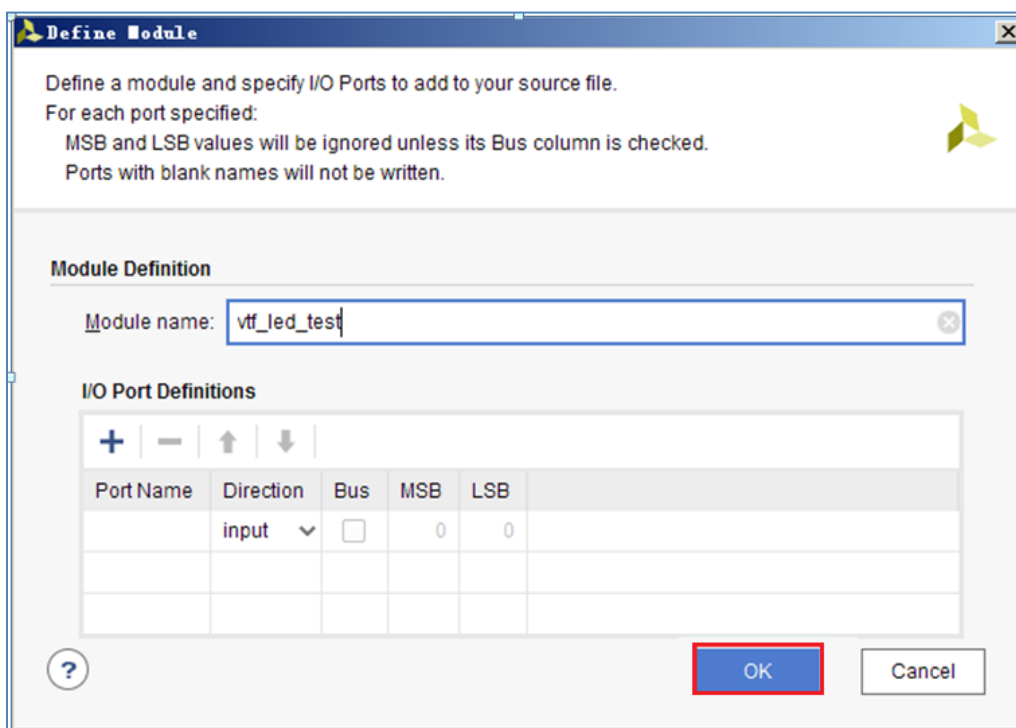 Define Module
Define a module and specify I/O Ports to add to your source file.
For each port specified:
MSB and LSB values will be ignored unless its Bus column is checked.
Ports with blank names will not be written.
Module Definition
Module name: vtf_led_test
I/O Port Definitions
Port Name Direction Bus MSB LSB
input 0 0
? OK Cancel